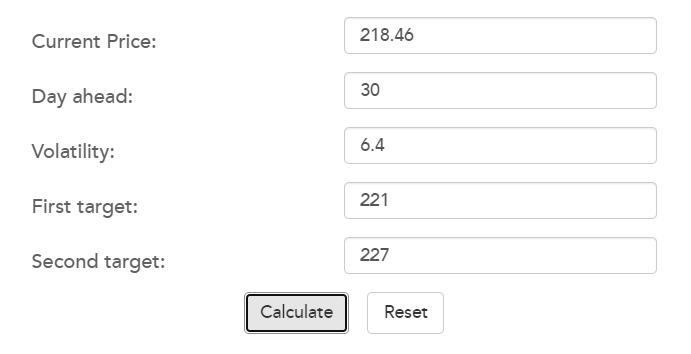 Current Price: 218.46
Day ahead: 30
Volatility: 6.4
First target: 221
Second target: 227
Calculate Reset